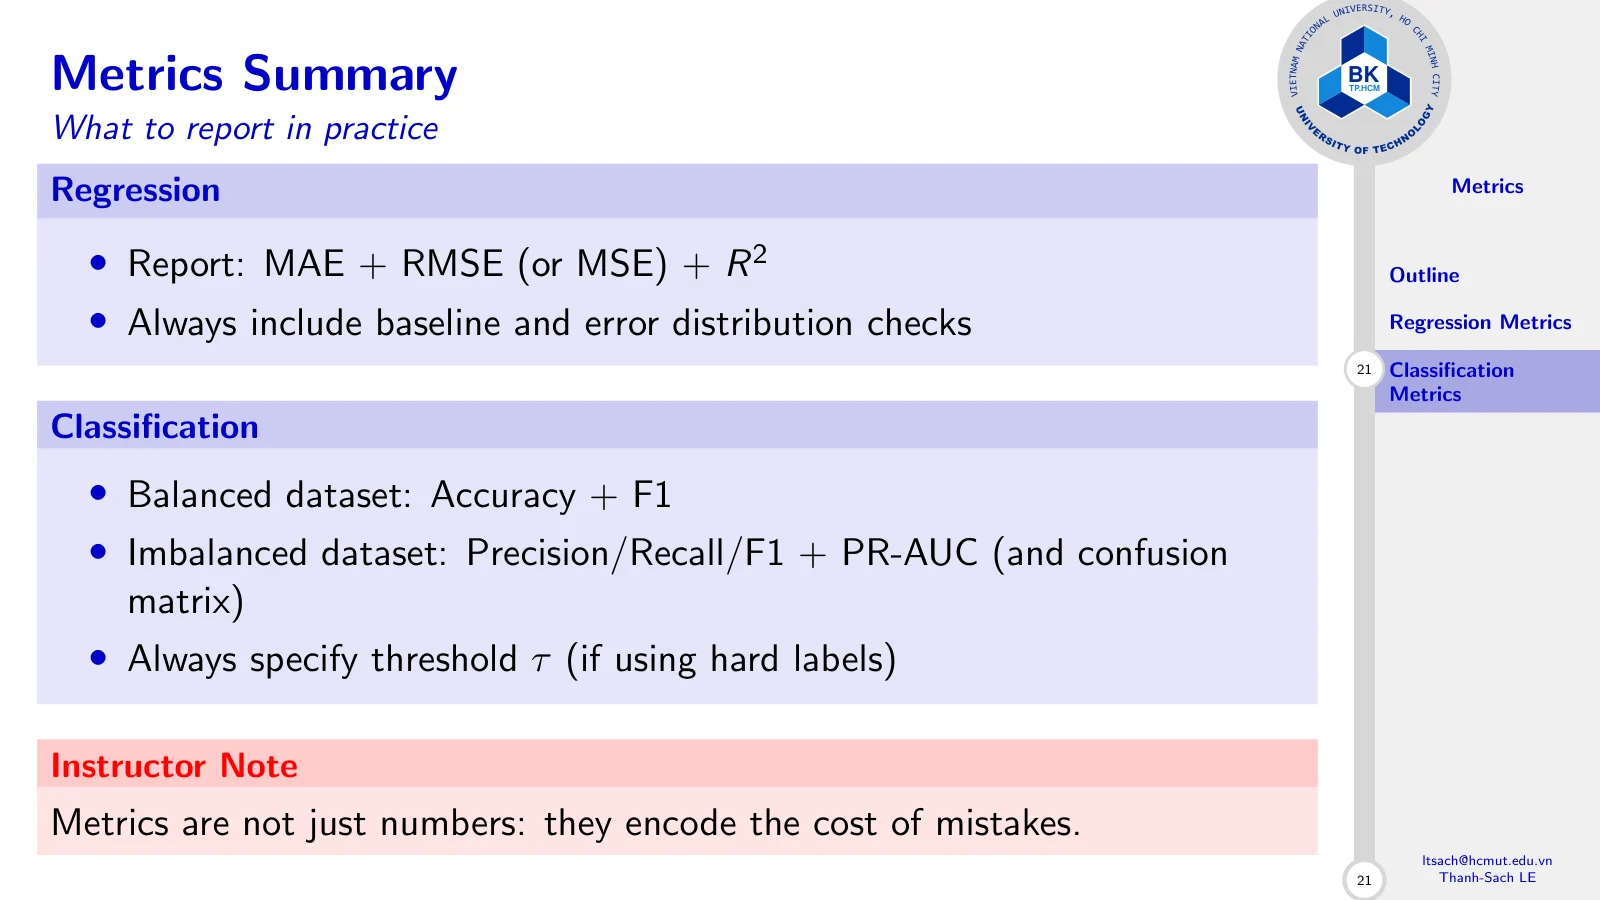 Metrics Summary
What to report in practice
Regression
• Report: MAE + RMSE (or MSE) + R²
• Always include baseline and error distribution checks
Classification
• Balanced dataset: Accuracy + F1
• Imbalanced dataset: Precision/Recall/F1 + PR-AUC (and confusion
matrix)
• Always specify threshold τ (if using hard labels)
Instructor Note
Metrics are not just numbers: they encode the cost of mistakes.
VIETNAM NATIONAL UNIVERSITY, HO CHI MINH CITY
BK
TP.HCM
UNIVERSITY OF TECHNOLOGY
Metrics
Outline
Regression Metrics
21
Classification
Metrics
ltsach@hcmut.edu.vn
Thanh-Sach LE
21